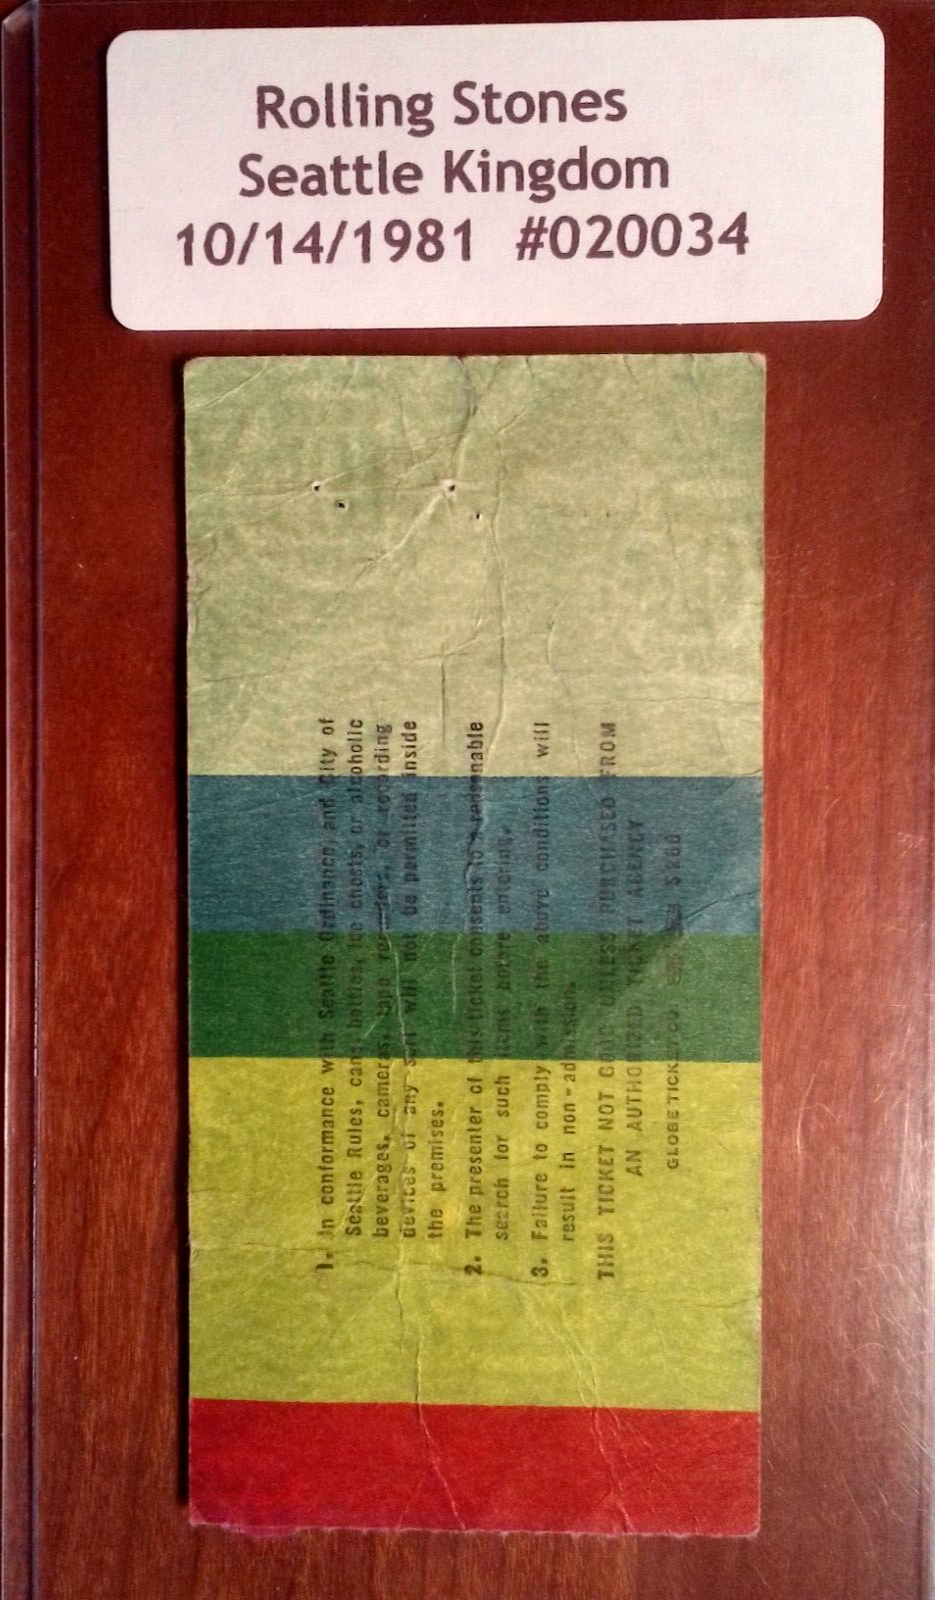 Rolling Stones
Seattle Kingdom
10/14/1981 #020034
1. In conformance with Seattle Ordinance and City of
Seattle Rules, cans, bottles, ice chests, or alcoholic
beverages, cameras, tape recorders, or recording
devices of any sort will not be permitted inside
the premises.
2. The presenter of this ticket consents to a reasonable
search for such items before entering.
3. Failure to comply with the above conditions will
result in non-admission.
THIS TICKET NOT GOOD UNLESS PURCHASED FROM
AN AUTHORIZED TICKET AGENCY
GLOBE TICKET CO.